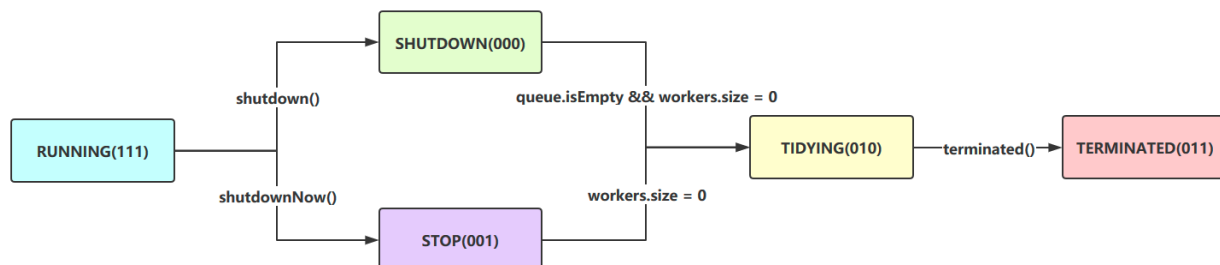 SHUTDOWN(000)
shutdown()
queue.isEmpty && workers.size = 0
RUNNING(111)
TIDYING(010)
terminated()
TERMINATED(011)
shutdownNow()
workers.size = 0
STOP(001)